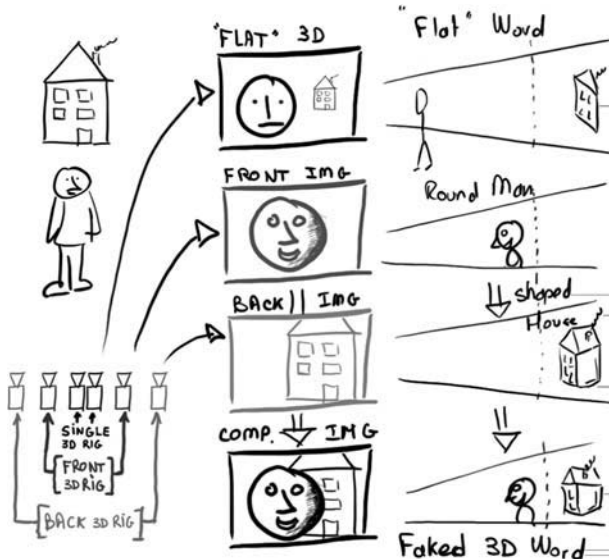 "FLAT" 3D
"Flat" Word
FRONT IMG
Round Man
BACK || IMG
shaped
House
SINGLE
3D RIG
FRONT
3D RIG
COMP. IMG
BACK 3D RIG
Faked 3D Word